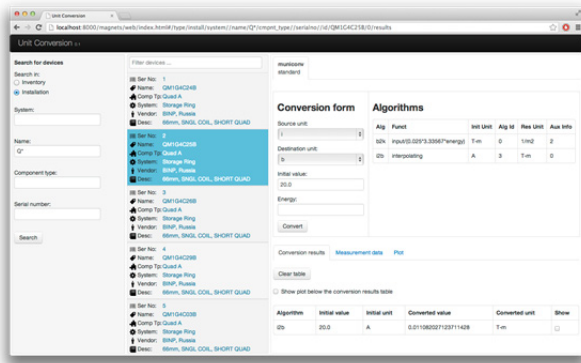 Unit Conversion
localhost:8000/magnets/web/index.html#/type/install/system//name/Q*/cmpnt_type//serialno//id/QM1G4C25B/0/results
Unit Conversion
Search for devices
Search in:
Inventory
Installation
System:
Name:
Q*
Component type:
Serial number:
Search
Filter devices ...
Ser No: 1
Name: QM1G4C24B
Comp Tp: Quad A
System: Storage Ring
Vendor: BINP, Russia
Desc: 66mm, SNGL COIL, SHORT QUAD
Ser No: 2
Name: QM1G4C25B
Comp Tp: Quad A
System: Storage Ring
Vendor: BINP, Russia
Desc: 66mm, SNGL COIL, SHORT QUAD
Ser No: 3
Name: QM1G4C26B
Comp Tp: Quad A
System: Storage Ring
Vendor: BINP, Russia
Desc: 66mm, SNGL COIL, SHORT QUAD
Ser No: 4
Name: QM1G4C29B
Comp Tp: Quad A
System: Storage Ring
Vendor: BINP, Russia
Desc: 66mm, SNGL COIL, SHORT QUAD
Ser No: 5
Name: QM1G4C03B
Comp Tp: Quad A
System: Storage Ring
Vendor: BINP, Russia
Desc: 66mm, SNGL COIL, SHORT QUAD
municonv
standard
Conversion form
Source unit:
i
Destination unit:
b
Initial value:
20.0
Energy:
Convert
Algorithms
Alg Funct Init Unit Alg Id Res Unit Aux Info
b2k input/(0.025*3.33567*energy) T-m 0 1/m2 2
i2b interpolating A 3 T-m 0
Conversion results Measurement data Plot
Clear table
Show plot below the conversion results table
Algorithm Initial value Initial unit Converted value Converted unit Show
i2b 20.0 A 0.01108202712371​1428 T-m